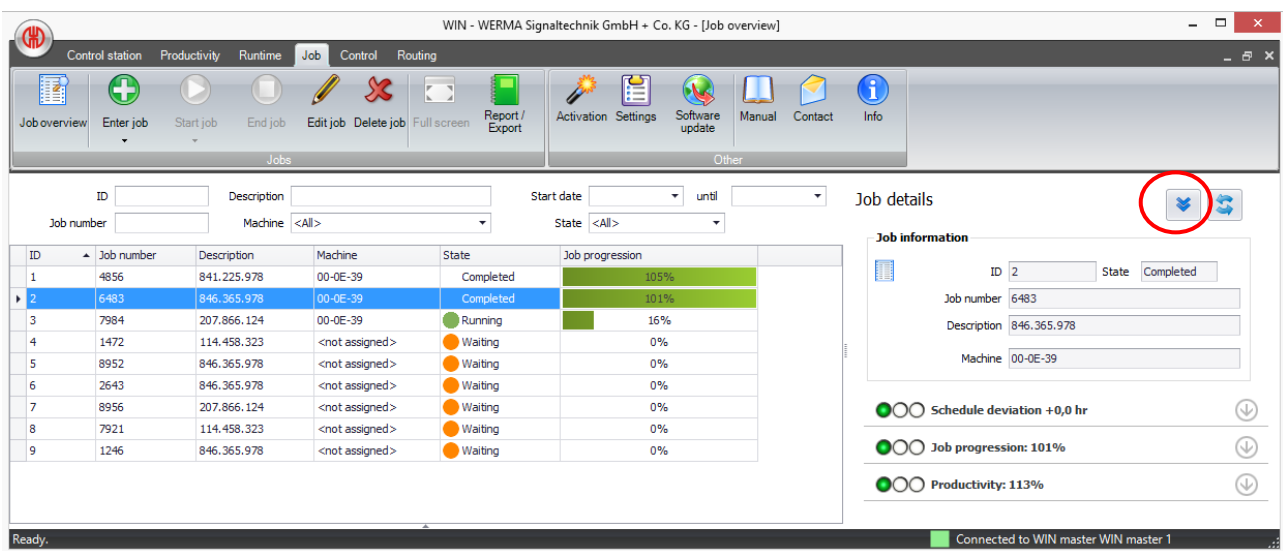 WIN - WERMA Signaltechnik GmbH + Co. KG - [Job overview]
Control station Productivity Runtime Job Control Routing
Job overview Enter job Start job End job Edit job Delete job Full screen Report / Export Activation Settings Software update Manual Contact Info
Jobs Other
ID Description Start date until
Job number Machine <All> State <All>
ID Job number Description Machine State Job progression
1 4856 841.225.978 00-0E-39 Completed 105%
2 6483 846.365.978 00-0E-39 Completed 101%
3 7984 207.866.124 00-0E-39 Running 16%
4 1472 114.458.323 <not assigned> Waiting 0%
5 8952 846.365.978 <not assigned> Waiting 0%
6 2643 846.365.978 <not assigned> Waiting 0%
7 8956 207.866.124 <not assigned> Waiting 0%
8 7921 114.458.323 <not assigned> Waiting 0%
9 1246 846.365.978 <not assigned> Waiting 0%
Job details
Job information
ID 2 State Completed
Job number 6483
Description 846.365.978
Machine 00-0E-39
Schedule deviation +0,0 hr
Job progression: 101%
Productivity: 113%
Ready. Connected to WIN master WIN master 1